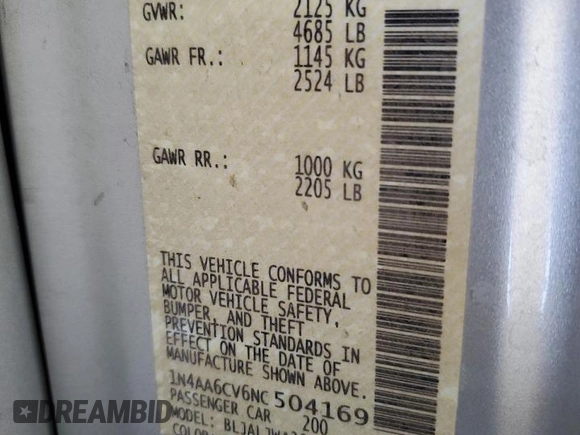 GVWR: 2125 KG
4685 LB
GAWR FR.: 1145 KG
2524 LB
GAWR RR.: 1000 KG
2205 LB
THIS VEHICLE CONFORMS TO
ALL APPLICABLE FEDERAL
MOTOR VEHICLE SAFETY,
BUMPER, AND THEFT
PREVENTION STANDARDS IN
EFFECT ON THE DATE OF
MANUFACTURE SHOWN ABOVE.
1N4AA6CV6NC504169
PASSENGER CAR 200
MODEL:
COLOR
DREAMBID